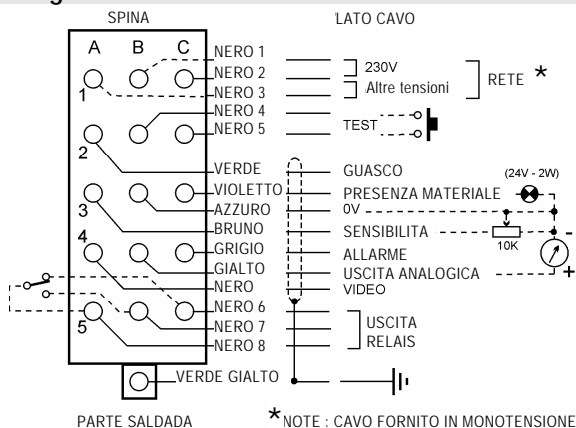 SPINA LATO CAVO
A B C
NERO 1
1 NERO 2 230V
NERO 3 Altre tensioni RETE *
NERO 4
2 NERO 5 TEST
VERDE GUASCO (24V - 2W)
VIOLETTO PRESENZA MATERIALE
3 AZZURO 0V
BRUNO SENSIBILITA 10K -
4 GRIGIO ALLARME
GIALTO USCITA ANALOGICA +
NERO VIDEO
NERO 6
5 NERO 7 USCITA
NERO 8 RELAIS
VERDE GIALTO
PARTE SALDADA *NOTE : CAVO FORNITO IN MONOTENSIONE